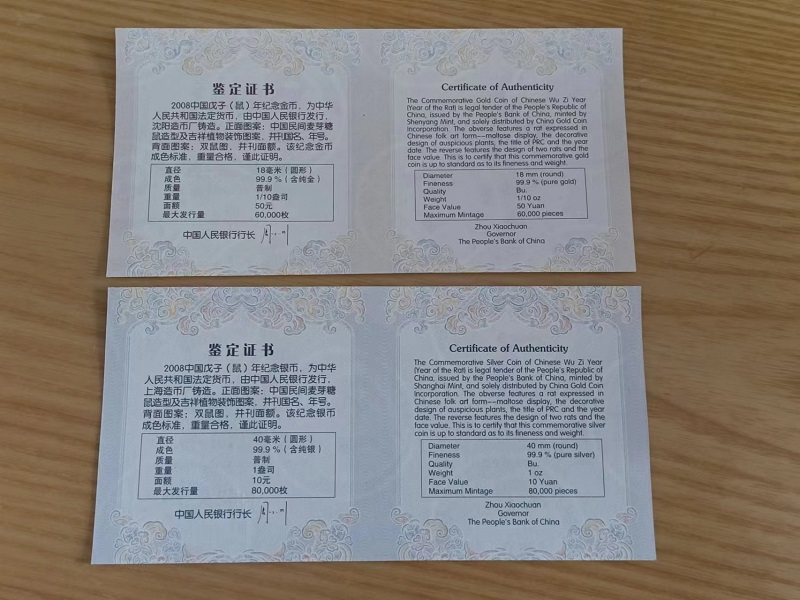 鉴定证书
2008中国戊子（鼠）年纪念金币，为中华
人民共和国法定货币，由中国人民银行发行，
沈阳造币厂铸造。正面图案：中国民间麦芽糖
鼠造型及吉祥植物装饰图案，并刊国名、年号。
背面图案：双鼠图，并刊面额。该纪念金币
成色标准，重量合格，谨此证明。
直径 18毫米（圆形）
成色 99.9%（含纯金）
质量 普制
重量 1/10盎司
面额 50元
最大发行量 60,000枚
中国人民银行行长
Certificate of Authenticity
The Commemorative Gold Coin of Chinese Wu Zi Year
(Year of the Rat) is legal tender of the People's Republic of
China, issued by the People's Bank of China, minted by
Shenyang Mint, and solely distributed by China Gold Coin
Incorporation. The obverse features a rat expressed in
Chinese folk art form—maltose display, the decorative
design of auspicious plants, the title of PRC and the year
date. The reverse features the design of two rats and the
face value. This is to certify that this commemorative gold
coin is up to standard as to its fineness and weight.
Diameter 18 mm (round)
Fineness 99.9 % (pure gold)
Quality Bu.
Weight 1/10 oz
Face Value 50 Yuan
Maximum Mintage 60,000 pieces
Zhou Xiaochuan
Governor
The People's Bank of China
鉴定证书
2008中国戊子（鼠）年纪念银币，为中华
人民共和国法定货币，由中国人民银行发行，
上海造币厂铸造。正面图案：中国民间麦芽糖
鼠造型及吉祥植物装饰图案，并刊国名、年号。
背面图案：双鼠图，并刊面额。该纪念银币
成色标准，重量合格，谨此证明。
直径 40毫米（圆形）
成色 99.9%（含纯银）
质量 普制
重量 1盎司
面额 10元
最大发行量 80,000枚
中国人民银行行长
Certificate of Authenticity
The Commemorative Silver Coin of Chinese Wu Zi Year
(Year of the Rat) is legal tender of the People's Republic of
China, issued by the People's Bank of China, minted by
Shanghai Mint, and solely distributed by China Gold Coin
Incorporation. The obverse features a rat expressed in
Chinese folk art form—maltose display, the decorative
design of auspicious plants, the title of PRC and the year
date. The reverse features the design of two rats and the
face value. This is to certify that this commemorative silver
coin is up to standard as to its fineness and weight.
Diameter 40 mm (round)
Fineness 99.9 % (pure silver)
Quality Bu.
Weight 1 oz
Face Value 10 Yuan
Maximum Mintage 80,000 pieces
Zhou Xiaochuan
Governor
The People's Bank of China